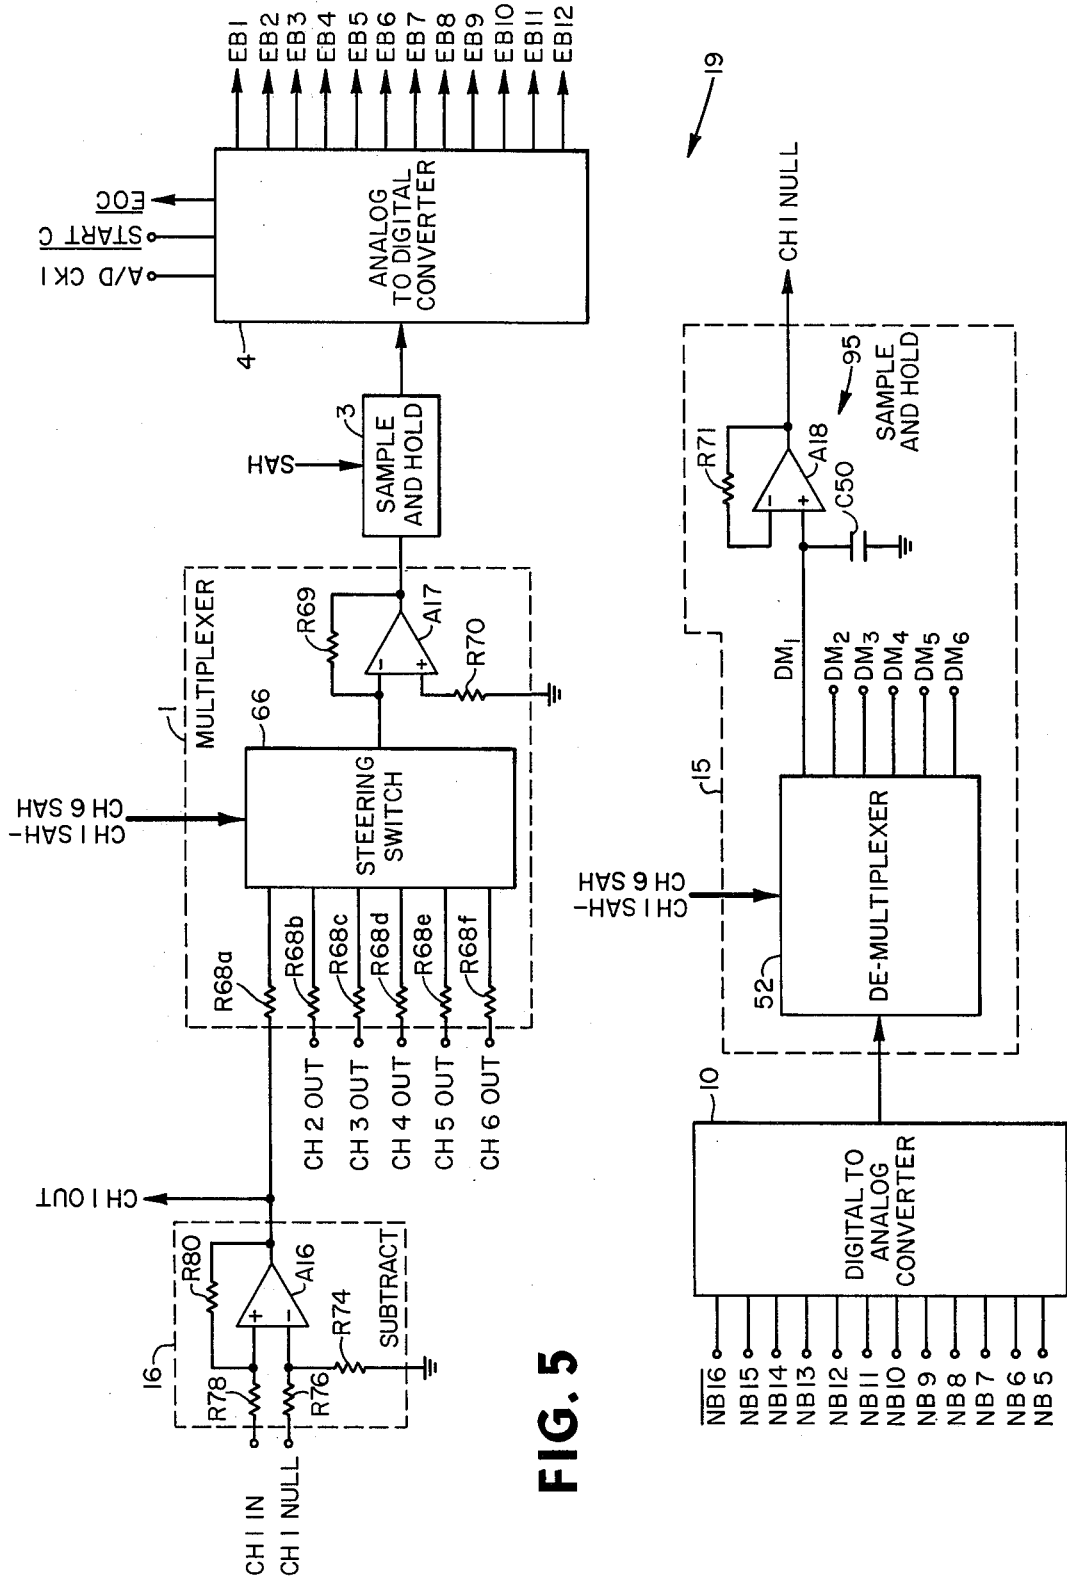 CH 1 IN
CH 1 NULL
16
R78
R76
R80
+
−
A16
R74
SUBTRACT
CH 1 OUT
CH 2 OUT
CH 3 OUT
CH 4 OUT
CH 5 OUT
CH 6 OUT
R68a
R68b
R68c
R68d
R68e
R68f
CH 1 SAH-
CH 6 SAH
1
MULTIPLEXER
66
STEERING
SWITCH
R69
−
+
A17
R70
SAH
3
SAMPLE
AND HOLD
4
A/D CK 1
S̅T̅A̅R̅T̅ ̅C̅
E̅O̅C̅
ANALOG
TO DIGITAL
CONVERTER
EB1
EB2
EB3
EB4
EB5
EB6
EB7
EB8
EB9
EB10
EB11
EB12
FIG. 5
N̅B̅1̅6̅
NB15
NB14
NB13
NB12
NB11
NB10
NB9
NB8
NB7
NB6
NB5
10
DIGITAL TO
ANALOG
CONVERTER
CH 1 SAH-
CH 6 SAH
15
52
DE-MULTIPLEXER
DM1
DM2
DM3
DM4
DM5
DM6
R71
−
+
A18
C50
95
SAMPLE
AND HOLD
CH 1 NULL
19